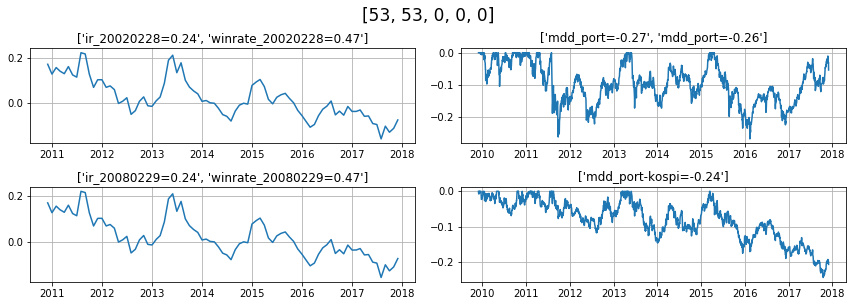 [53, 53, 0, 0, 0]
['ir_20020228=0.24', 'winrate_20020228=0.47']
0.2
0.0
2011 2012 2013 2014 2015 2016 2017 2018
['mdd_port=-0.27', 'mdd_port=-0.26']
0.0
−0.1
−0.2
2010 2011 2012 2013 2014 2015 2016 2017 2018
['ir_20080229=0.24', 'winrate_20080229=0.47']
0.2
0.0
2011 2012 2013 2014 2015 2016 2017 2018
['mdd_port-kospi=-0.24']
0.0
−0.1
−0.2
2010 2011 2012 2013 2014 2015 2016 2017 2018